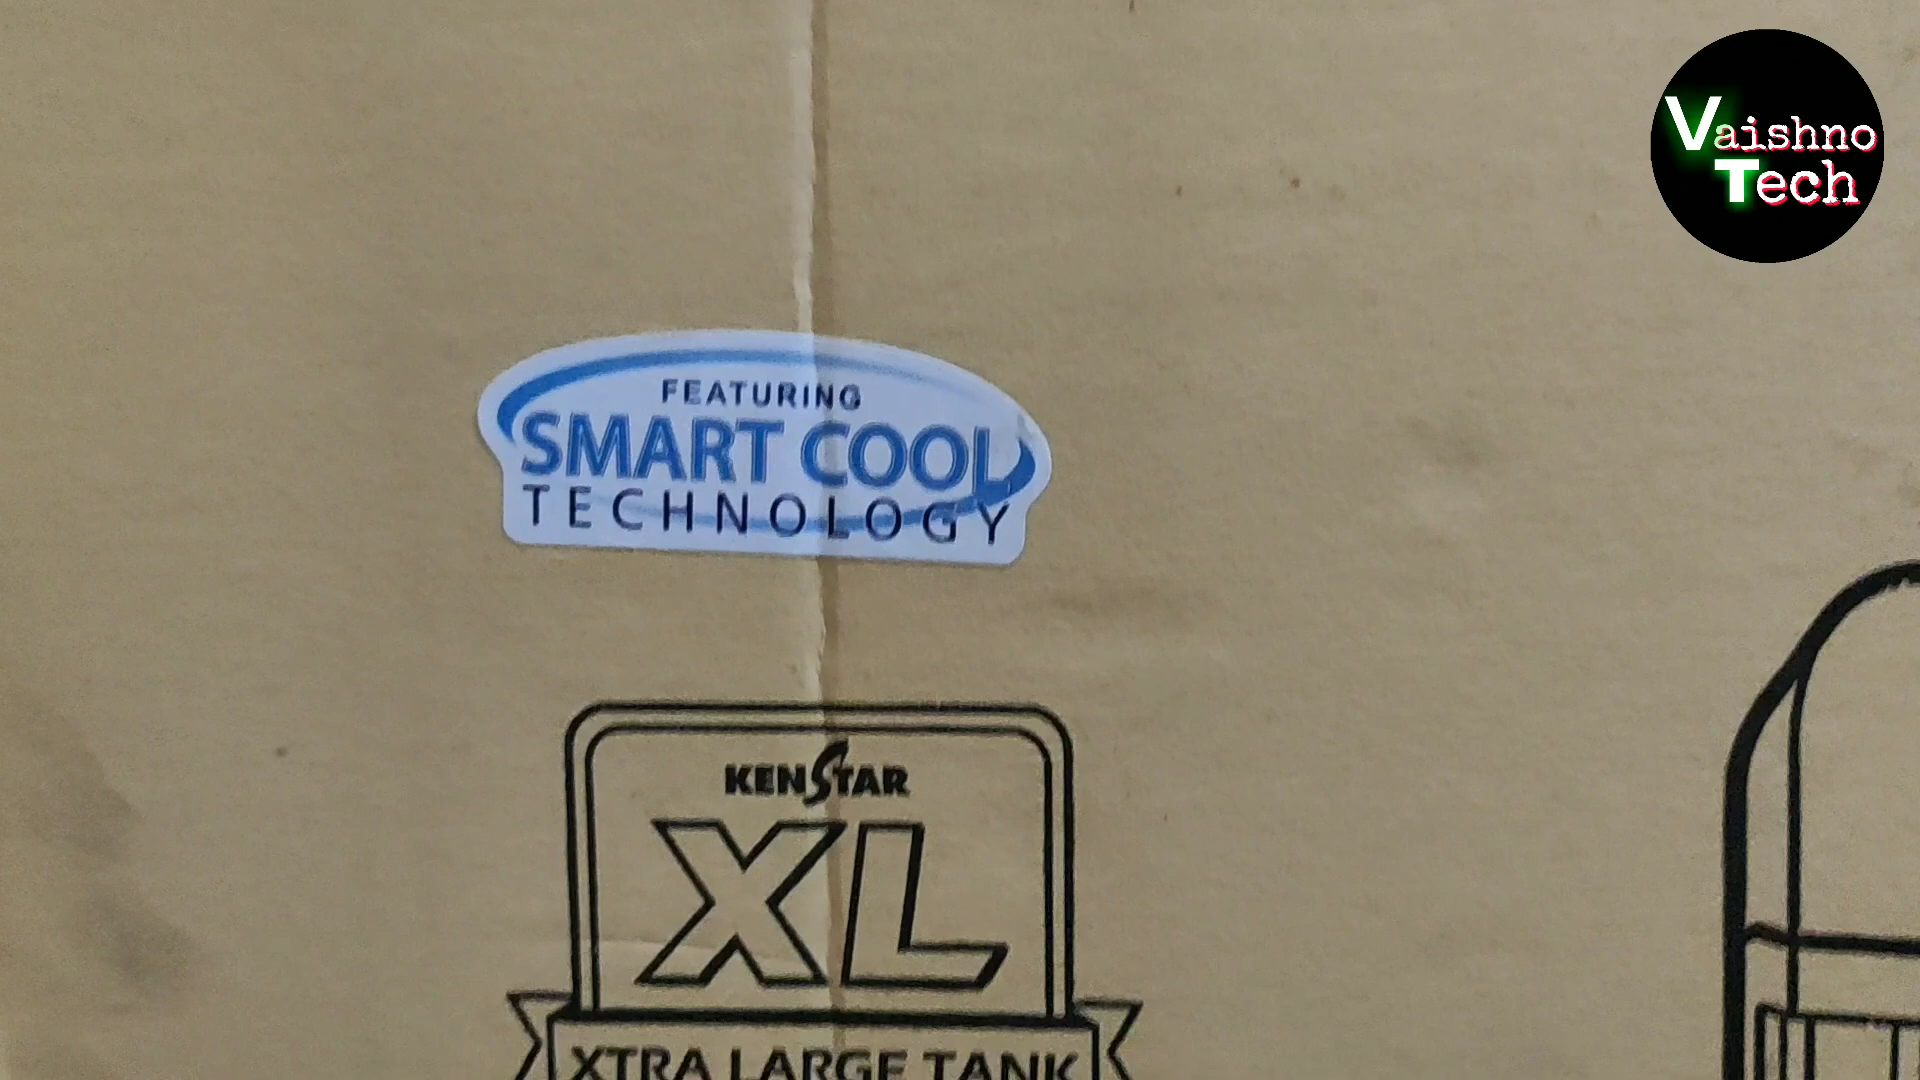 Vaishno
Tech
FEATURING
SMART COOL
TECHNOLOGY
KENSTAR
XL
XTRA LARGE TANK